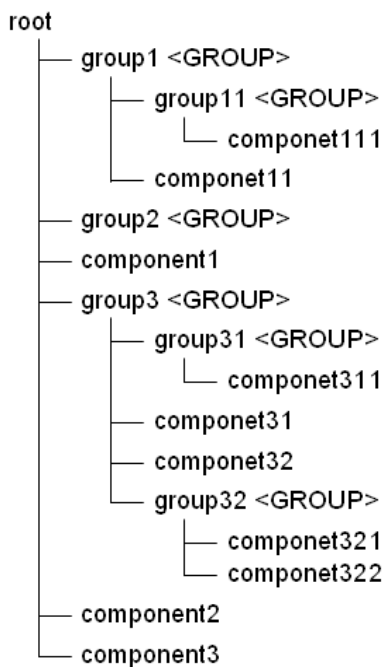 root
group1 <GROUP>
group11 <GROUP>
componet111
componet11
group2 <GROUP>
component1
group3 <GROUP>
group31 <GROUP>
componet311
componet31
componet32
group32 <GROUP>
componet321
componet322
component2
component3